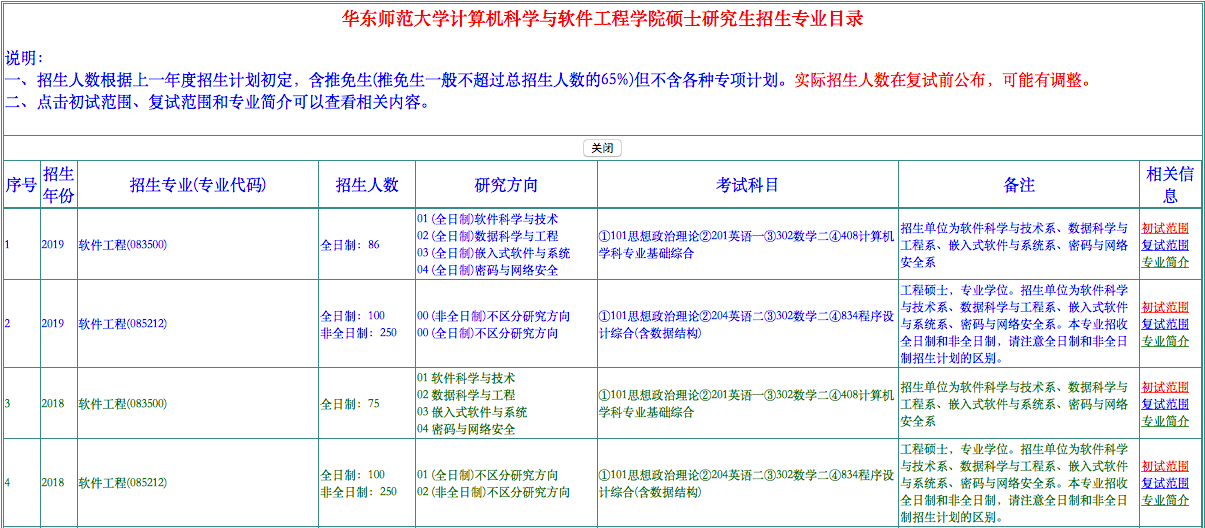 华东师范大学计算机科学与软件工程学院硕士研究生招生专业目录
说明：
一、招生人数根据上一年度招生计划初定，含推免生(推免生一般不超过总招生人数的65%)但不含各种专项计划。实际招生人数在复试前公布，可能有调整。
二、点击初试范围、复试范围和专业简介可以查看相关内容。
关闭
序号
招生
年份
招生专业(专业代码)
招生人数
研究方向
考试科目
备注
相关信
息
1
2019
软件工程(083500)
全日制：86
01 (全日制)软件科学与技术
02 (全日制)数据科学与工程
03 (全日制)嵌入式软件与系统
04 (全日制)密码与网络安全
①101思想政治理论②201英语一③302数学二④408计算机
学科专业基础综合
招生单位为软件科学与技术系、数据科学与
工程系、嵌入式软件与系统系、密码与网络
安全系
初试范围
复试范围
专业简介
2
2019
软件工程(085212)
全日制：100
非全日制：250
00 (非全日制)不区分研究方向
00 (全日制)不区分研究方向
①101思想政治理论②204英语二③302数学二④834程序设
计综合(含数据结构)
工程硕士，专业学位。招生单位为软件科学
与技术系、数据科学与工程系、嵌入式软件
与系统系、密码与网络安全系。本专业招收
全日制和非全日制，请注意全日制和非全日
制招生计划的区别。
初试范围
复试范围
专业简介
3
2018
软件工程(083500)
全日制：75
01 软件科学与技术
02 数据科学与工程
03 嵌入式软件与系统
04 密码与网络安全
①101思想政治理论②201英语一③302数学二④408计算机
学科专业基础综合
招生单位为软件科学与技术系、数据科学与
工程系、嵌入式软件与系统系、密码与网络
安全系
初试范围
复试范围
专业简介
4
2018
软件工程(085212)
全日制：100
非全日制：250
01 (全日制)不区分研究方向
02 (非全日制)不区分研究方向
①101思想政治理论②204英语二③302数学二④834程序设
计综合(含数据结构)
工程硕士，专业学位。招生单位为软件科学
与技术系、数据科学与工程系、嵌入式软件
与系统系、密码与网络安全系。本专业招收
全日制和非全日制，请注意全日制和非全日
制招生计划的区别。
初试范围
复试范围
专业简介